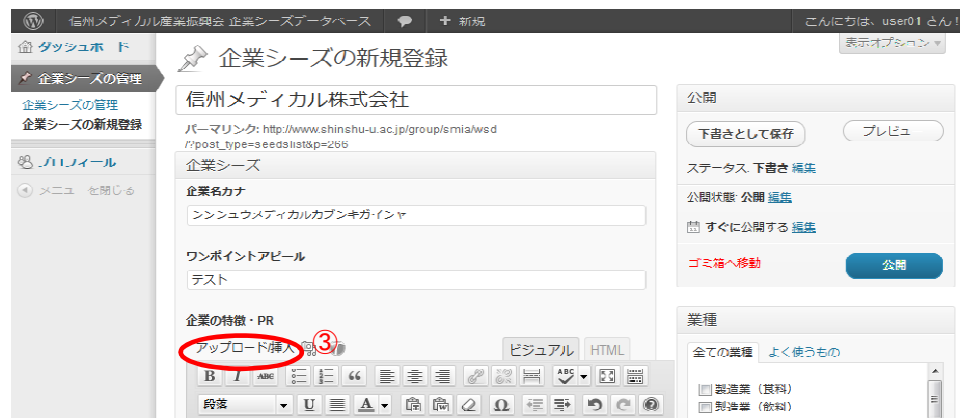 信州メディカル産業振興会 企業シーズデータベース
新規
こんにちは、user01 さん!
ダッシュボード
表示オプション
企業シーズの管理
企業シーズの管理
企業シーズの新規登録
プロフィール
メニューを閉じる
企業シーズの新規登録
信州メディカル株式会社
パーマリンク: http://www.shinshu-u.ac.jp/group/smia/wsd
/?post_type=seedslist&p=266
企業シーズ
企業名カナ
シンシュウメディカルカブシキガイシャ
ワンポイントアピール
テスト
企業の特徴・PR
アップロード/挿入
③
ビジュアル
HTML
B I ABC
ABC
段落
U
A
Ω
公開
下書きとして保存
プレビュー
ステータス: 下書き 編集
公開状態: 公開 編集
すぐに公開する 編集
ゴミ箱へ移動
公開
業種
全ての業種
よく使うもの
製造業（食料）
製造業（飲料）